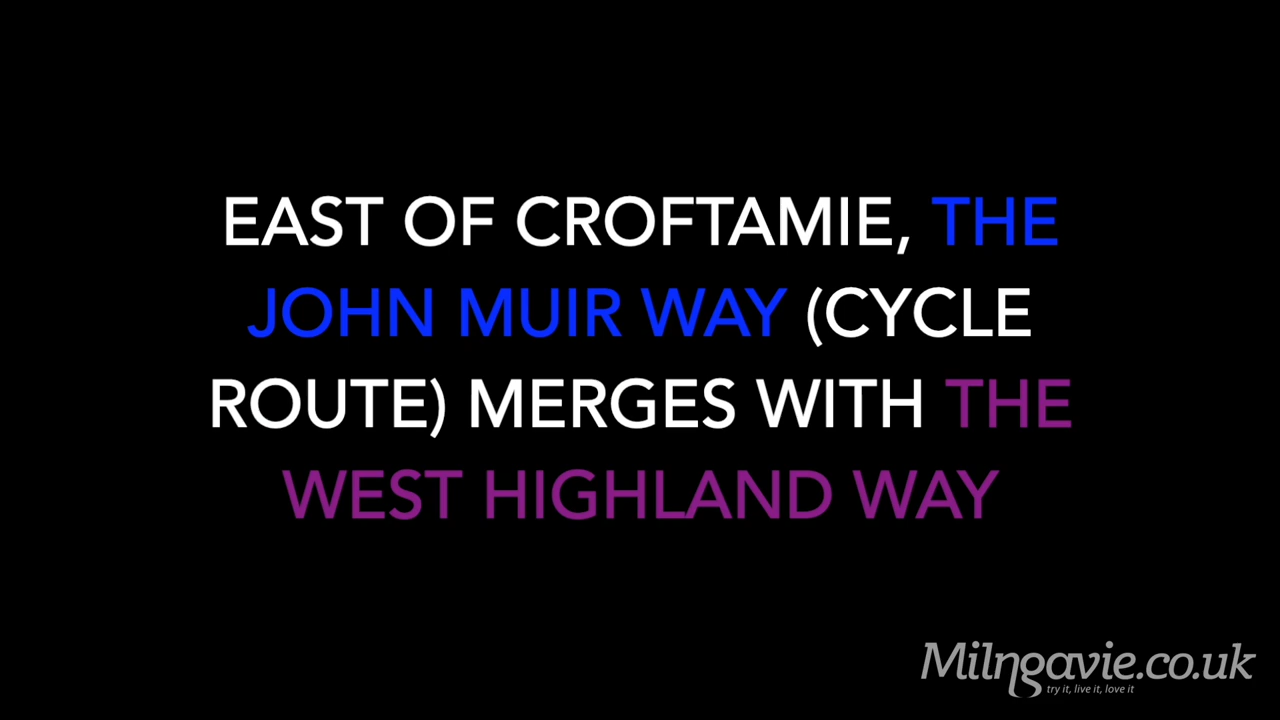 EAST OF CROFTAMIE, THE
JOHN MUIR WAY (CYCLE
ROUTE) MERGES WITH THE
WEST HIGHLAND WAY
Milngavie.co.uk
try it, live it, love it